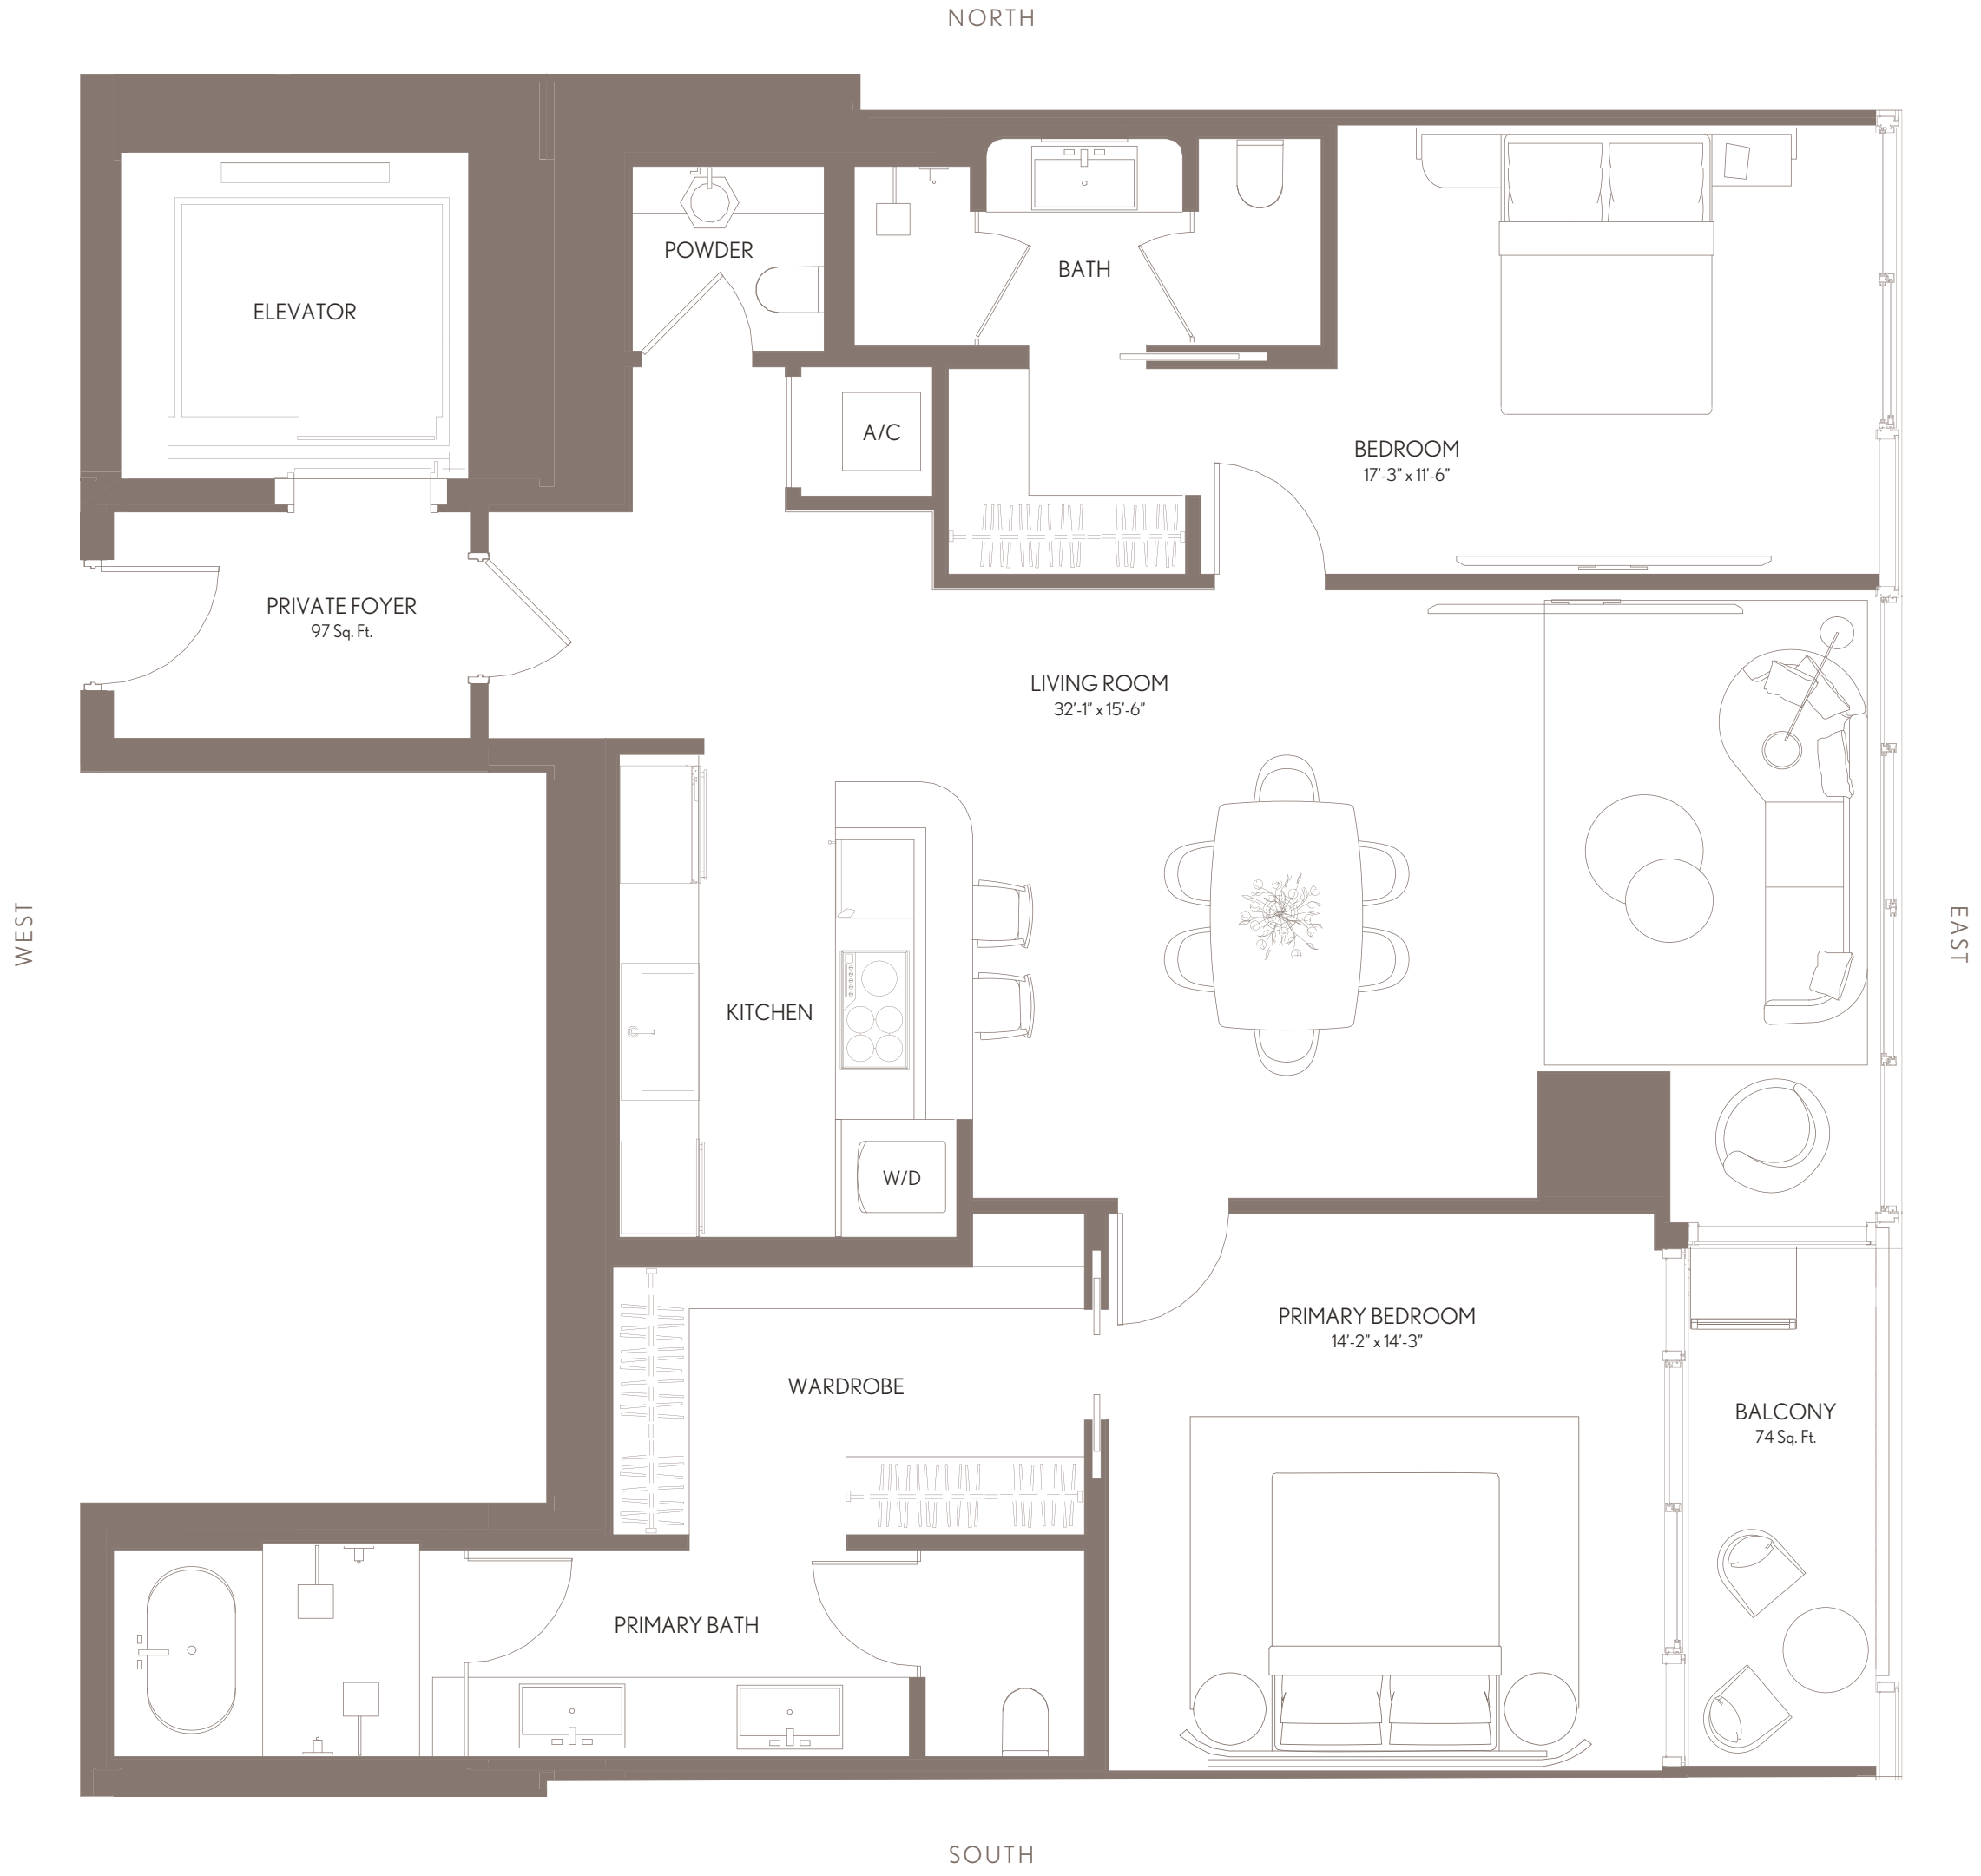 NORTH
POWDER
BATH
ELEVATOR
A/C
BEDROOM
17'-3" x 11'-6"
PRIVATE FOYER
97 Sq. Ft.
LIVING ROOM
32'-1" x 15'-6"
WEST
EAST
KITCHEN
W/D
PRIMARY BEDROOM
14'-2" x 14'-3"
WARDROBE
BALCONY
74 Sq. Ft.
PRIMARY BATH
SOUTH